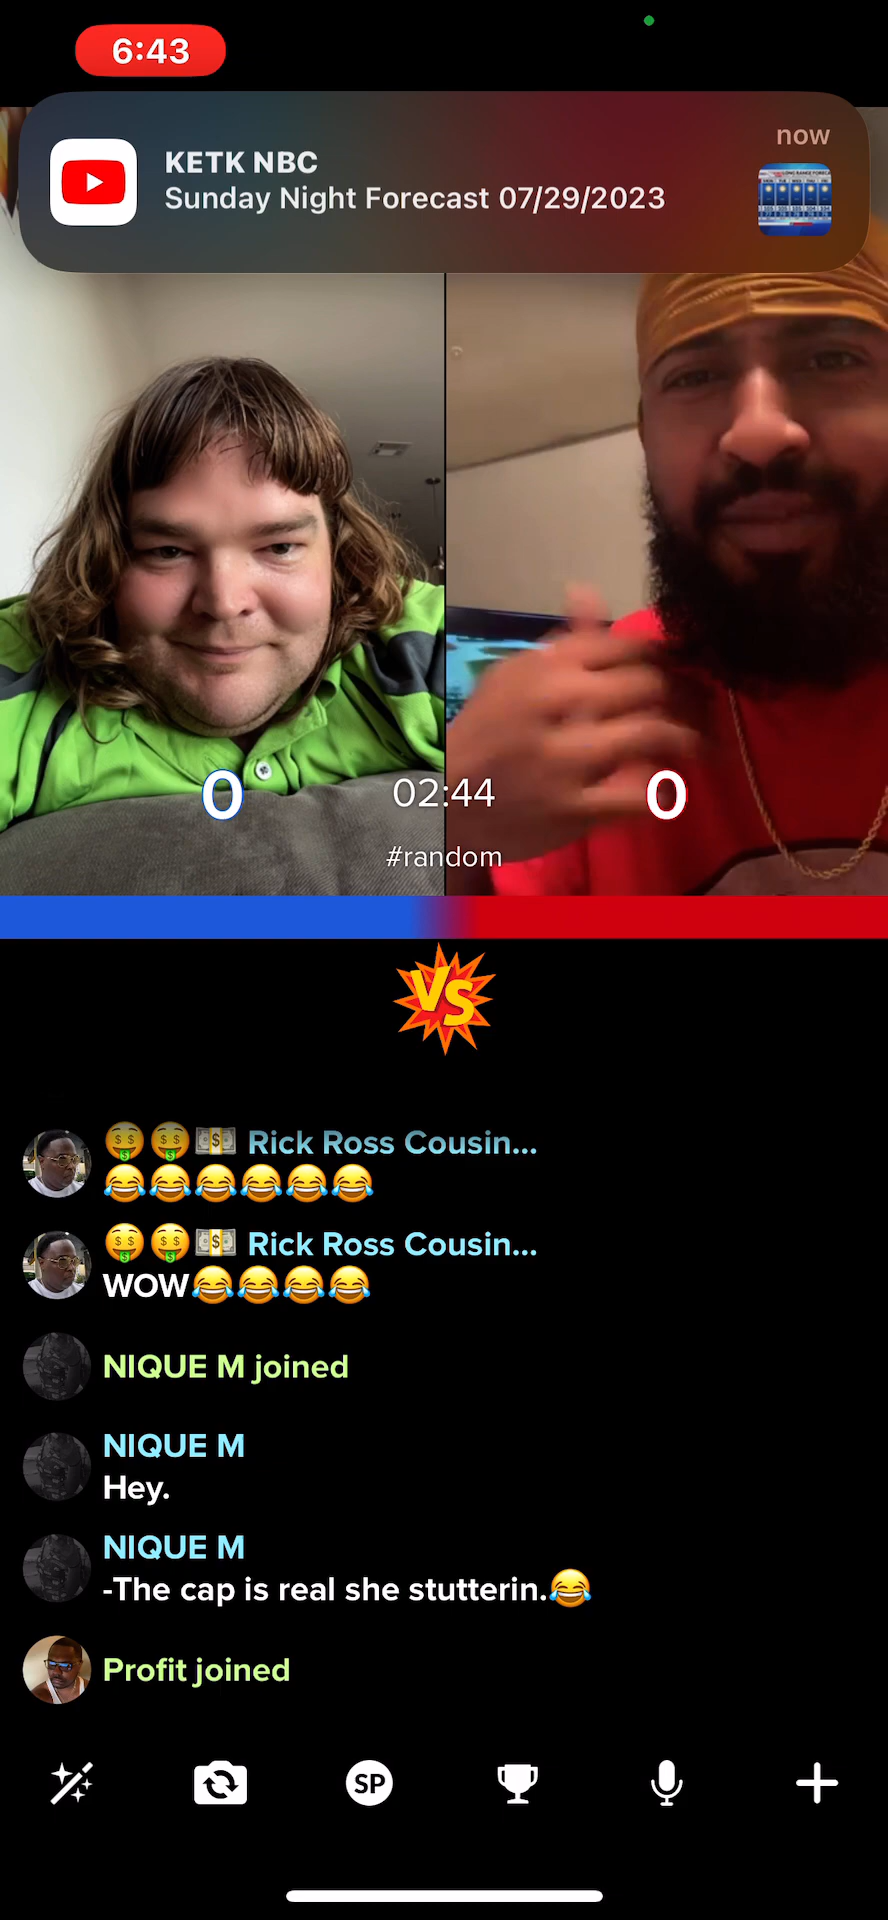 6:43
now
KETK NBC
Sunday Night Forecast 07/29/2023
0
02:44
0
#random
VS
🤑🤑💵 Rick Ross Cousin...
😂😂😂😂😂😂
🤑🤑💵 Rick Ross Cousin...
WOW😂😂😂😂
NIQUE M joined
NIQUE M
Hey.
NIQUE M
-The cap is real she stutterin.😂
Profit joined
SP